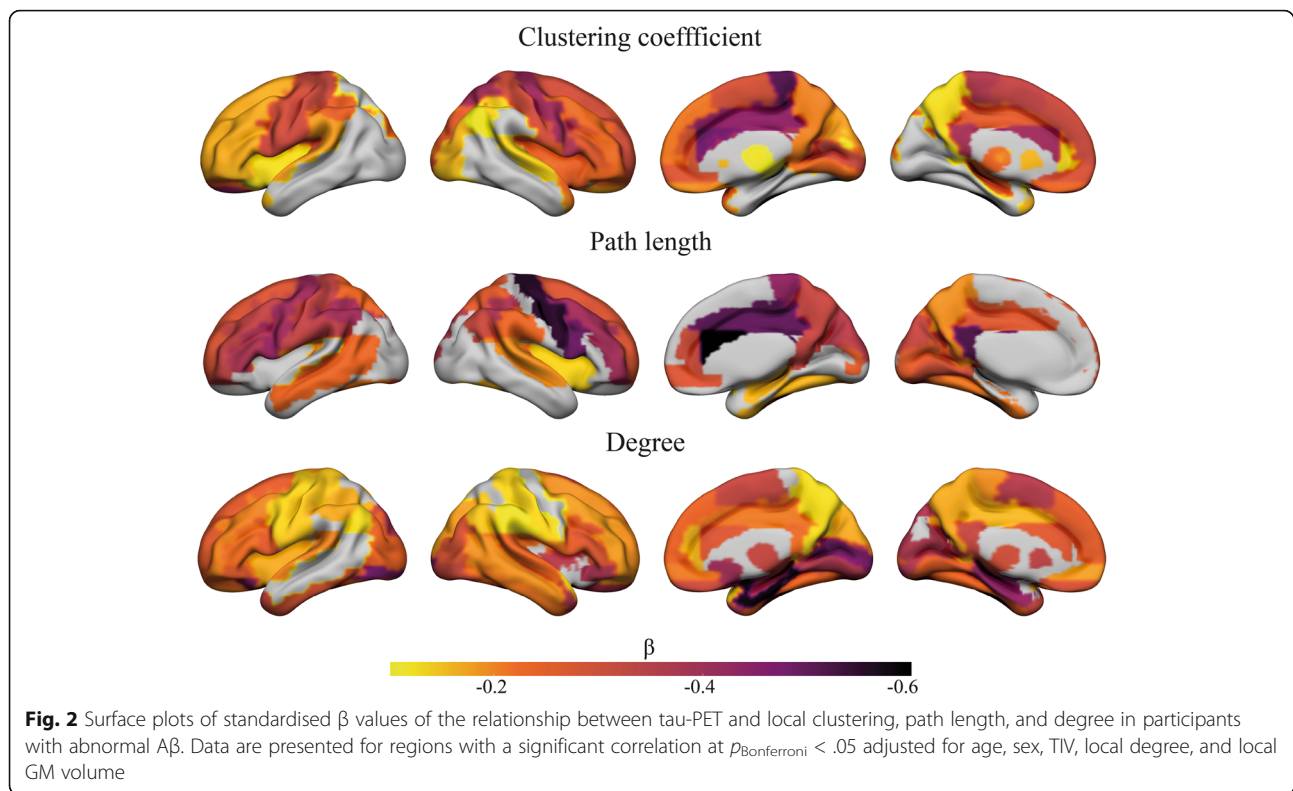 Clustering coeffficient
Path length
Degree
β
-0.2 -0.4 -0.6
Fig. 2 Surface plots of standardised β values of the relationship between tau-PET and local clustering, path length, and degree in participants
with abnormal Aβ. Data are presented for regions with a significant correlation at pBonferroni < .05 adjusted for age, sex, TIV, local degree, and local
GM volume